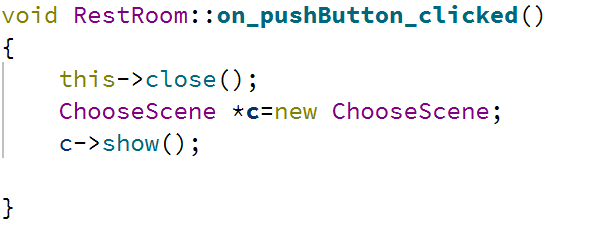 void RestRoom::on_pushButton_clicked()
{
    this->close();
    ChooseScene *c=new ChooseScene;
    c->show();

}